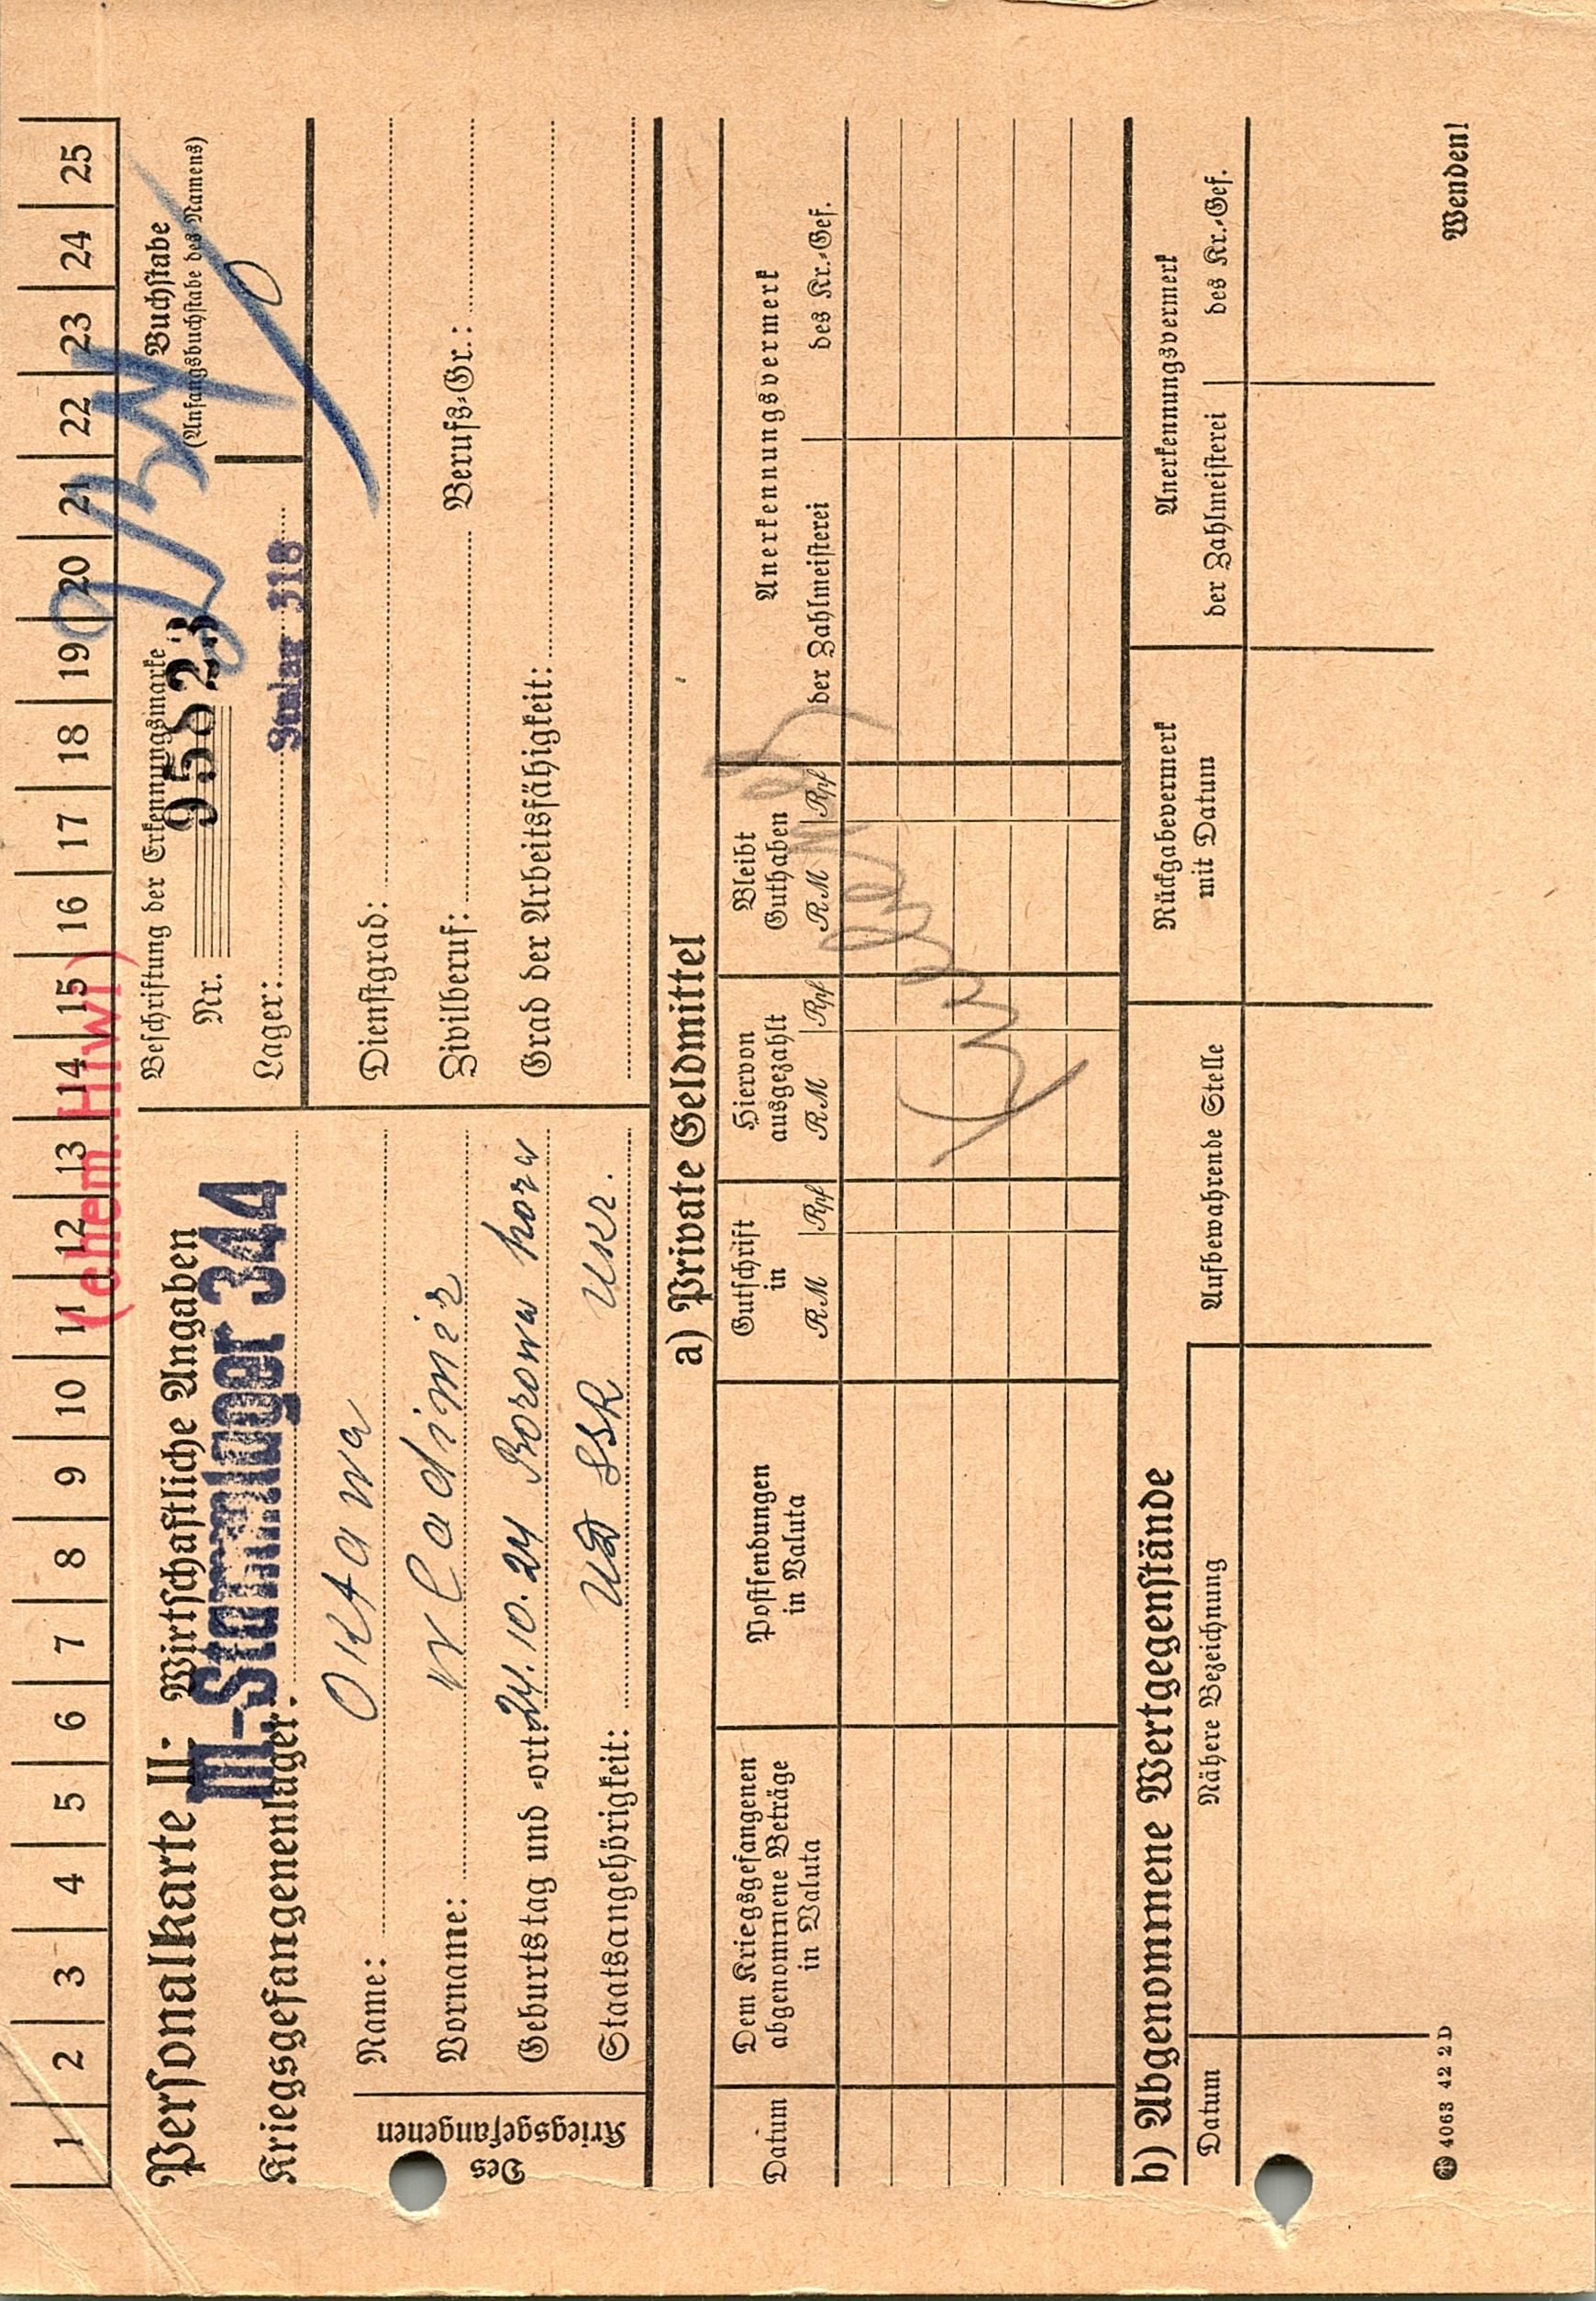 1 2 3 4 5 6 7 8 9 10 11 12 13 14 15 16 17 18 19 20 21 22 23 24 25
(ehem. Hiwi)
Personalkarte II: Wirtschaftliche Angaben
III.-Stammlager 344
Kriegsgefangenenlager:
Beschriftung der Erkennungsmarke
Nr. 95623
Lager: Stalag 318
Buchstabe
(Anfangsbuchstabe des Namens)
Des Kriegsgefangenen
Name: Oktawa
Vorname: Wladimir
Geburtstag und -ort: 24.10.24 Borowa hora
Staatsangehörigkeit: UdSSR Ukr.
Dienstgrad:
Zivilberuf: Berufs-Gr.:
Grad der Arbeitsfähigkeit:
a) Private Geldmittel
Datum
Dem Kriegsgefangenen abgenommene Beträge in Valuta
Postsendungen in Valuta
Gutschrift in RM Rpf
Hiervon ausgezahlt RM Rpf
Bleibt Guthaben RM Rpf
Anerkennungsvermerk
der Zahlmeisterei des Kr.-Gef.
b) Abgenommene Wertgegenstände
Datum
Nähere Bezeichnung
Aufbewahrende Stelle
Rückgabevermerk mit Datum
Anerkennungsvermerk
der Zahlmeisterei des Kr.-Gef.
4063 42 2D
Wenden!